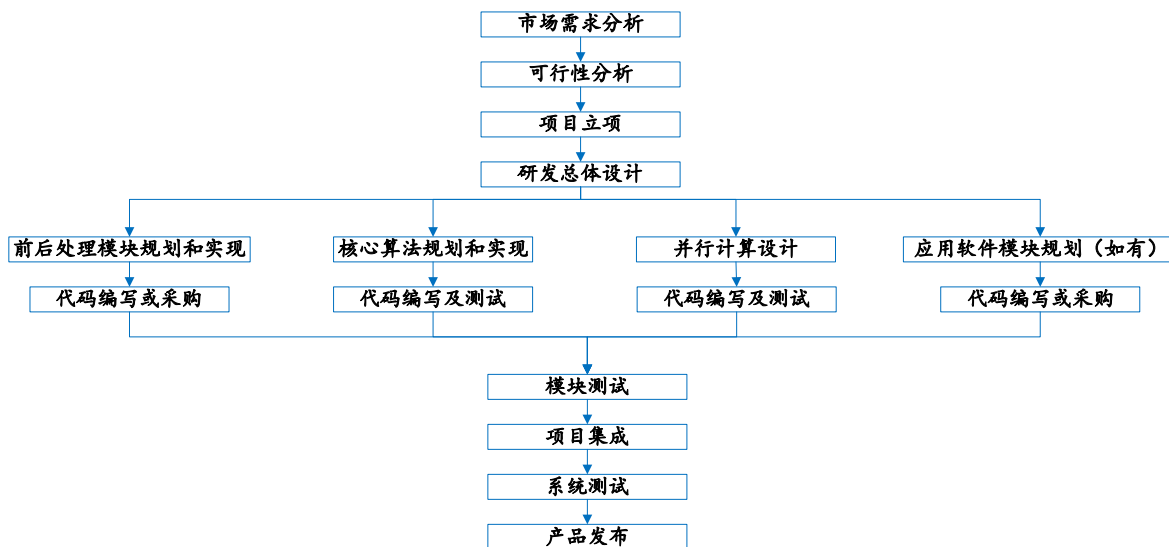 市场需求分析
可行性分析
项目立项
研发总体设计
前后处理模块规划和实现
核心算法规划和实现
并行计算设计
应用软件模块规划（如有）
代码编写或采购
代码编写及测试
代码编写及测试
代码编写或采购
模块测试
项目集成
系统测试
产品发布